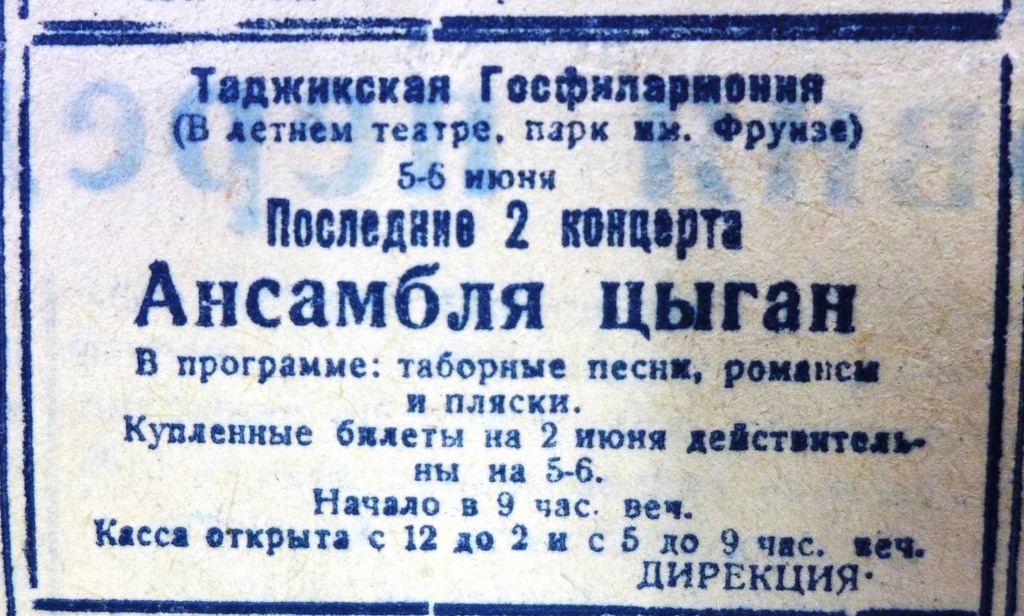 Таджикская Госфилармония
(В летнем театре, парк им. Фрунзе)
5-6 июня
Последние 2 концерта
Ансамбля цыган
В программе: таборные песни, романсы
и пляски.
Купленные билеты на 2 июня действитель-
ны на 5-6.
Начало в 9 час. веч.
Касса открыта с 12 до 2 и с 5 до 9 час. веч.
ДИРЕКЦИЯ.